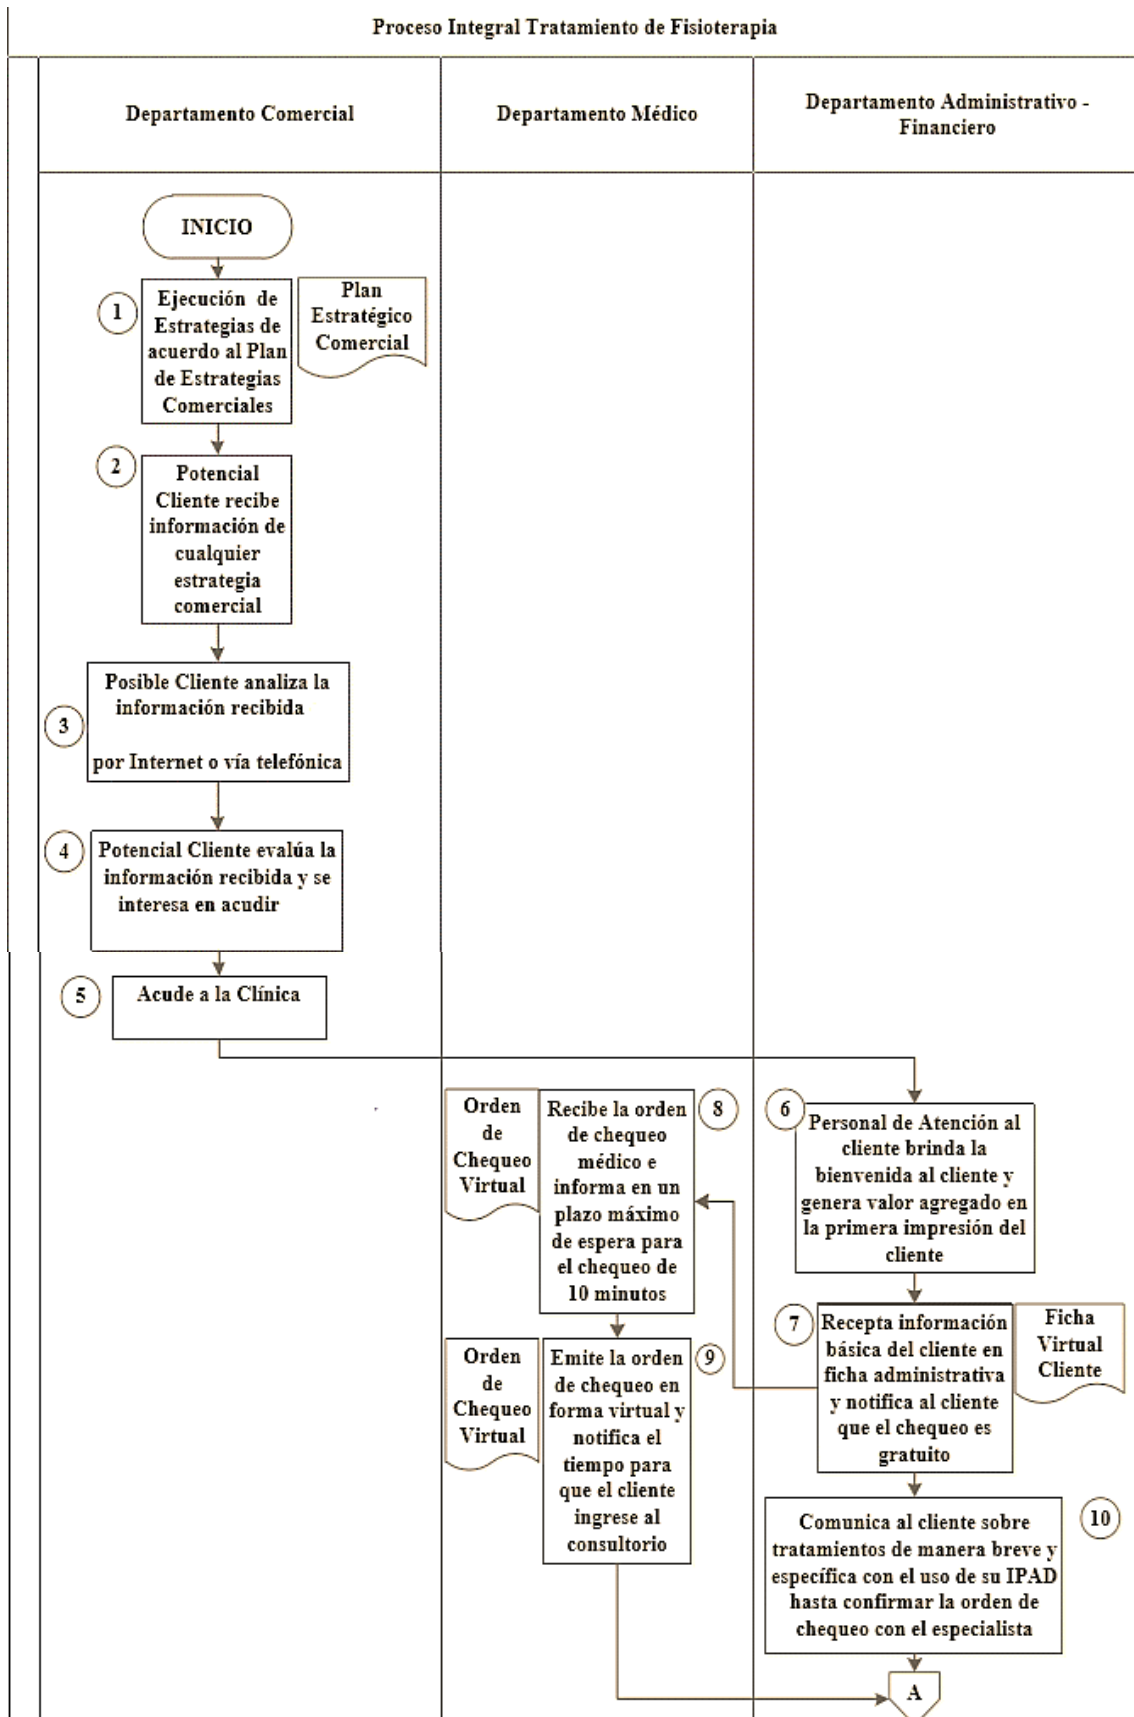 Proceso Integral Tratamiento de Fisioterapia
Departamento Comercial
Departamento Médico
Departamento Administrativo -
Financiero
INICIO
1
Ejecución de
Estrategias de
acuerdo al Plan
de Estrategias
Comerciales
Plan
Estratégico
Comercial
2
Potencial
Cliente recibe
información de
cualquier
estrategia
comercial
3
Posible Cliente analiza la
información recibida
por Internet o vía telefónica
4
Potencial Cliente evalúa la
información recibida y se
interesa en acudir
5
Acude a la Clínica
6
Personal de Atención al
cliente brinda la
bienvenida al cliente y
genera valor agregado en
la primera impresión del
cliente
7
Recepta información
básica del cliente en
ficha administrativa
y notifica al cliente
que el chequeo es
gratuito
Ficha
Virtual
Cliente
Orden
de
Chequeo
Virtual
Recibe la orden
de chequeo
médico e
informa en un
plazo máximo
de espera para
el chequeo de
10 minutos
8
Orden
de
Chequeo
Virtual
Emite la orden
de chequeo en
forma virtual y
notifica el
tiempo para
que el cliente
ingrese al
consultorio
9
10
Comunica al cliente sobre
tratamientos de manera breve y
específica con el uso de su IPAD
hasta confirmar la orden de
chequeo con el especialista
A